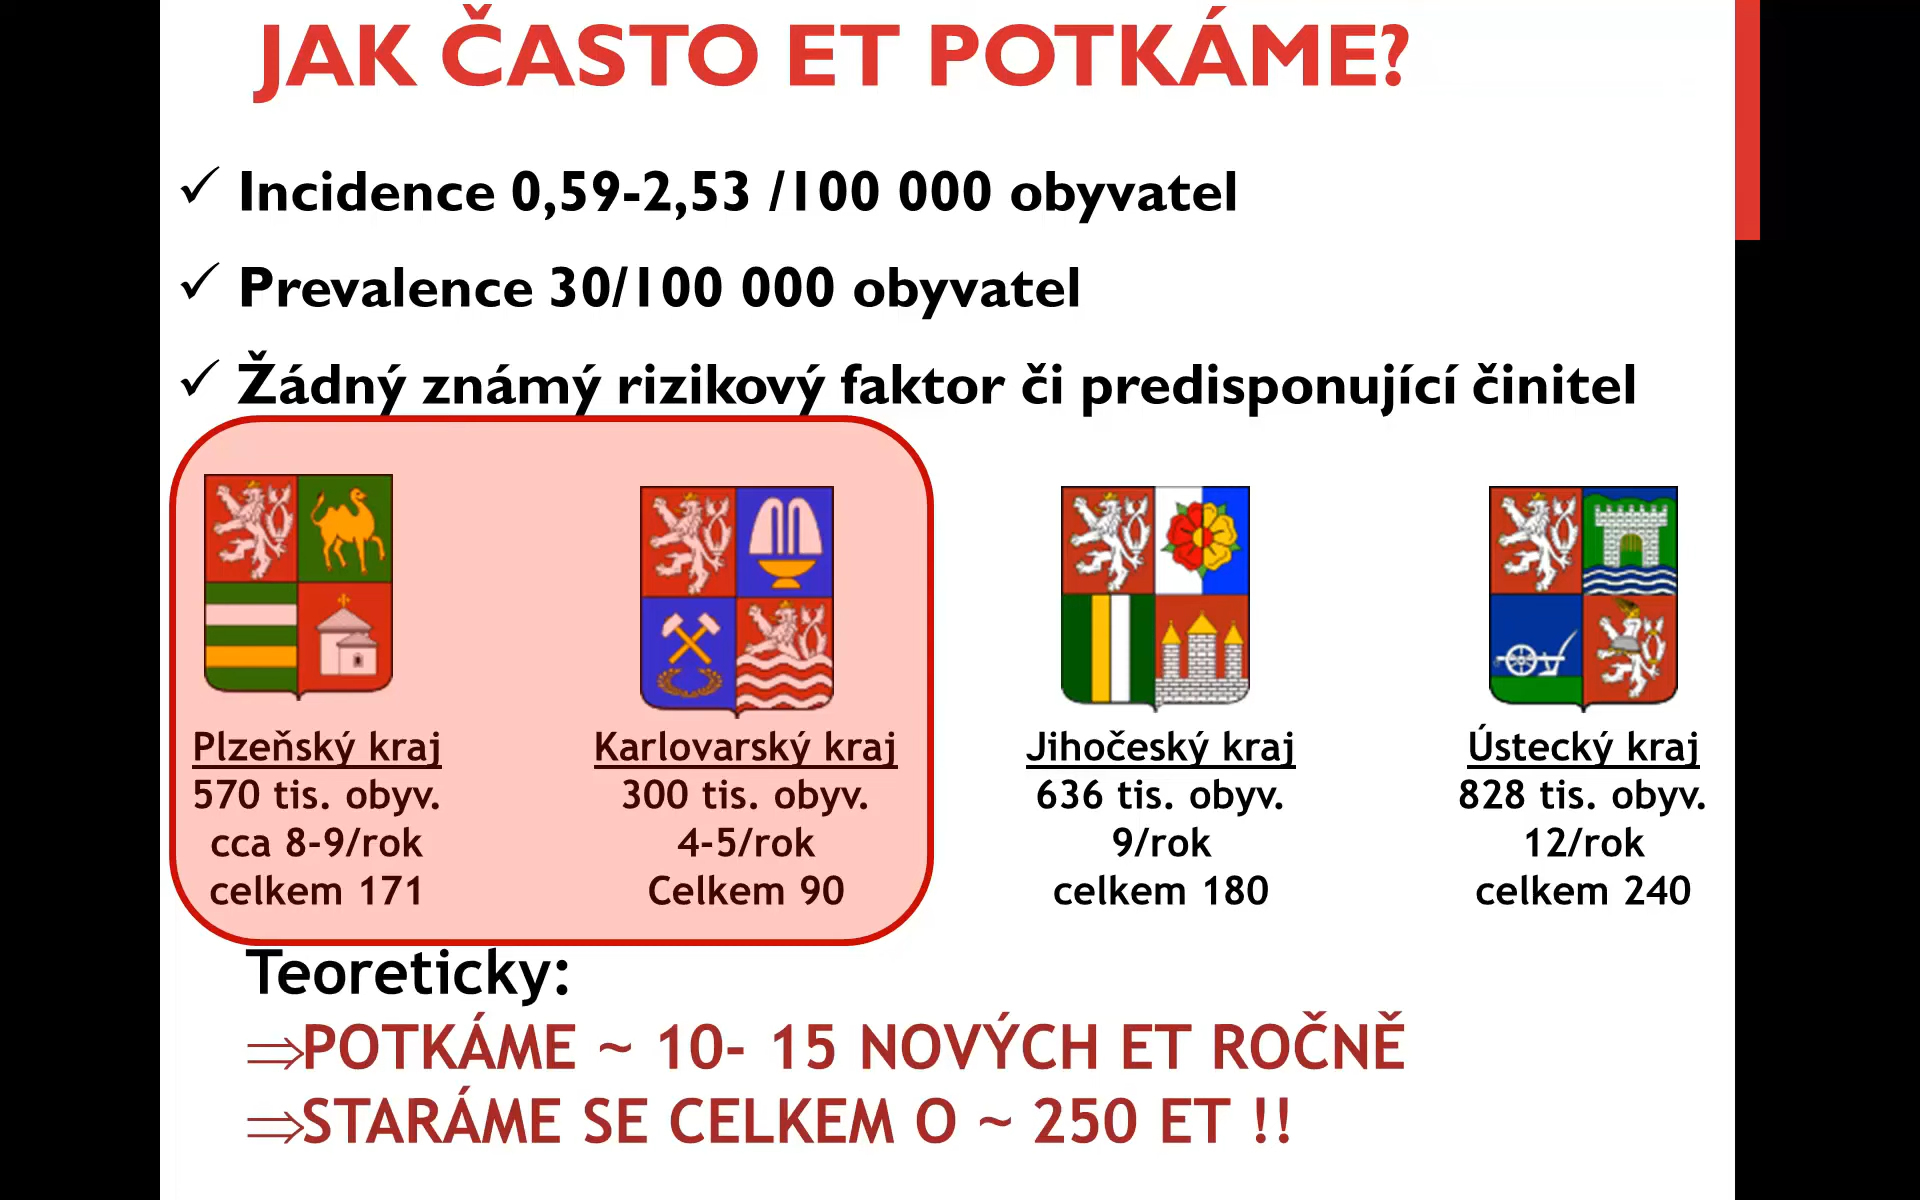 JAK ČASTO ET POTKÁME?
✓ Incidence 0,59-2,53 /100 000 obyvatel
✓ Prevalence 30/100 000 obyvatel
✓ Žádný známý rizikový faktor či predisponující činitel
Plzeňský kraj
570 tis. obyv.
cca 8-9/rok
celkem 171
Karlovarský kraj
300 tis. obyv.
4-5/rok
Celkem 90
Jihočeský kraj
636 tis. obyv.
9/rok
celkem 180
Ústecký kraj
828 tis. obyv.
12/rok
celkem 240
Teoreticky:
⇒POTKÁME ~ 10- 15 NOVÝCH ET ROČNĚ
⇒STARÁME SE CELKEM O ~ 250 ET !!